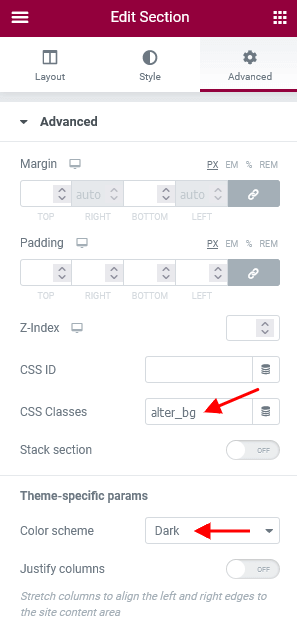 Edit Section
Layout Style Advanced
Advanced
Margin PX EM % REM
auto auto
TOP RIGHT BOTTOM LEFT
Padding PX EM % REM
TOP RIGHT BOTTOM LEFT
Z-Index
CSS ID
CSS Classes alter_bg
Stack section OFF
Theme-specific params
Color scheme Dark
Justify columns OFF
Stretch columns to align the left and right edges to
the site content area